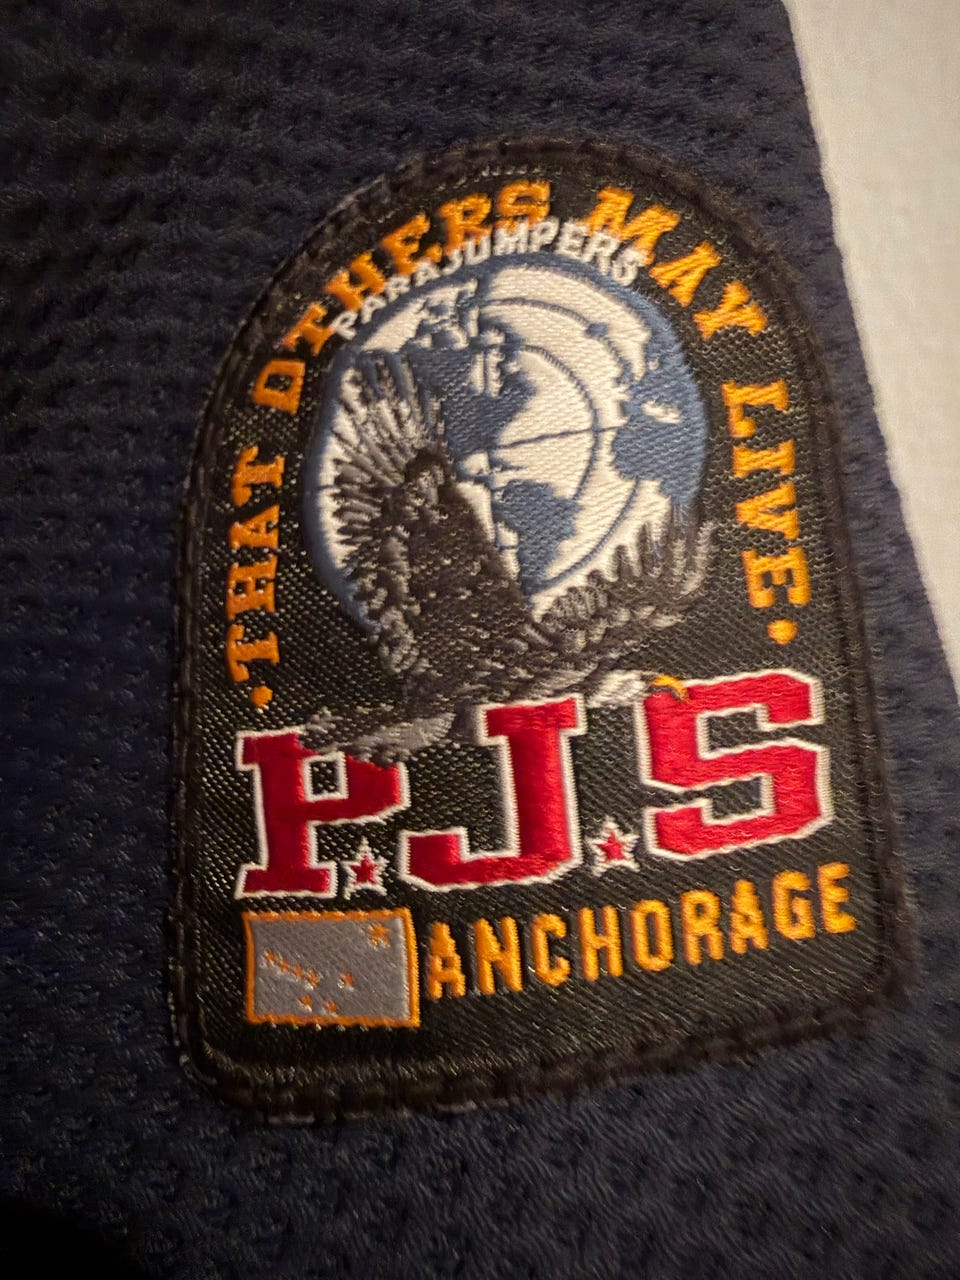 ·THAT OTHERS MAY LIVE·
PARAJUMPERS
P.J.S
ANCHORAGE